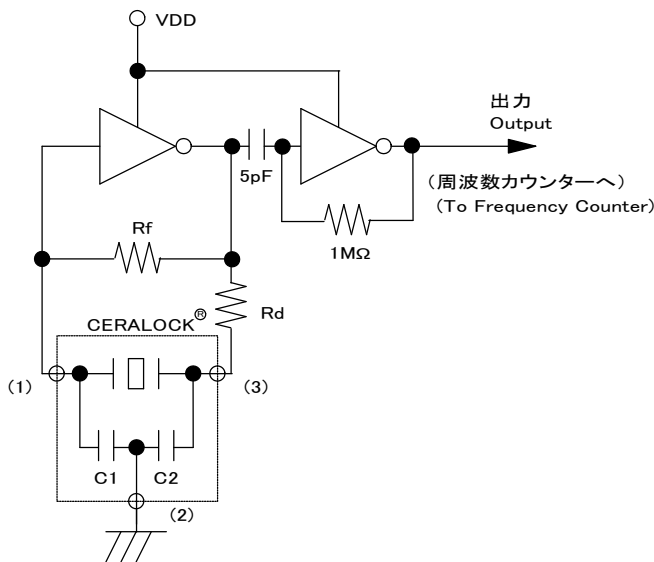 VDD
出力
Output
5pF
(周波数カウンターへ)
(To Frequency Counter)
Rf
1MΩ
Rd
CERALOCK®
(1)
(3)
C1
C2
(2)